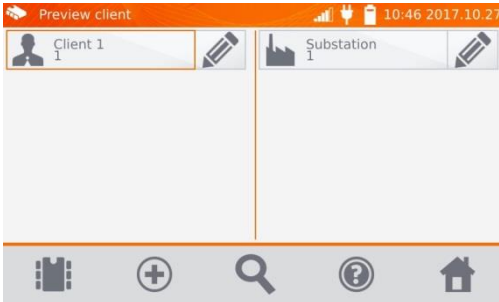 Preview client
10:46 2017.10.27
Client 1
1
Substation
1